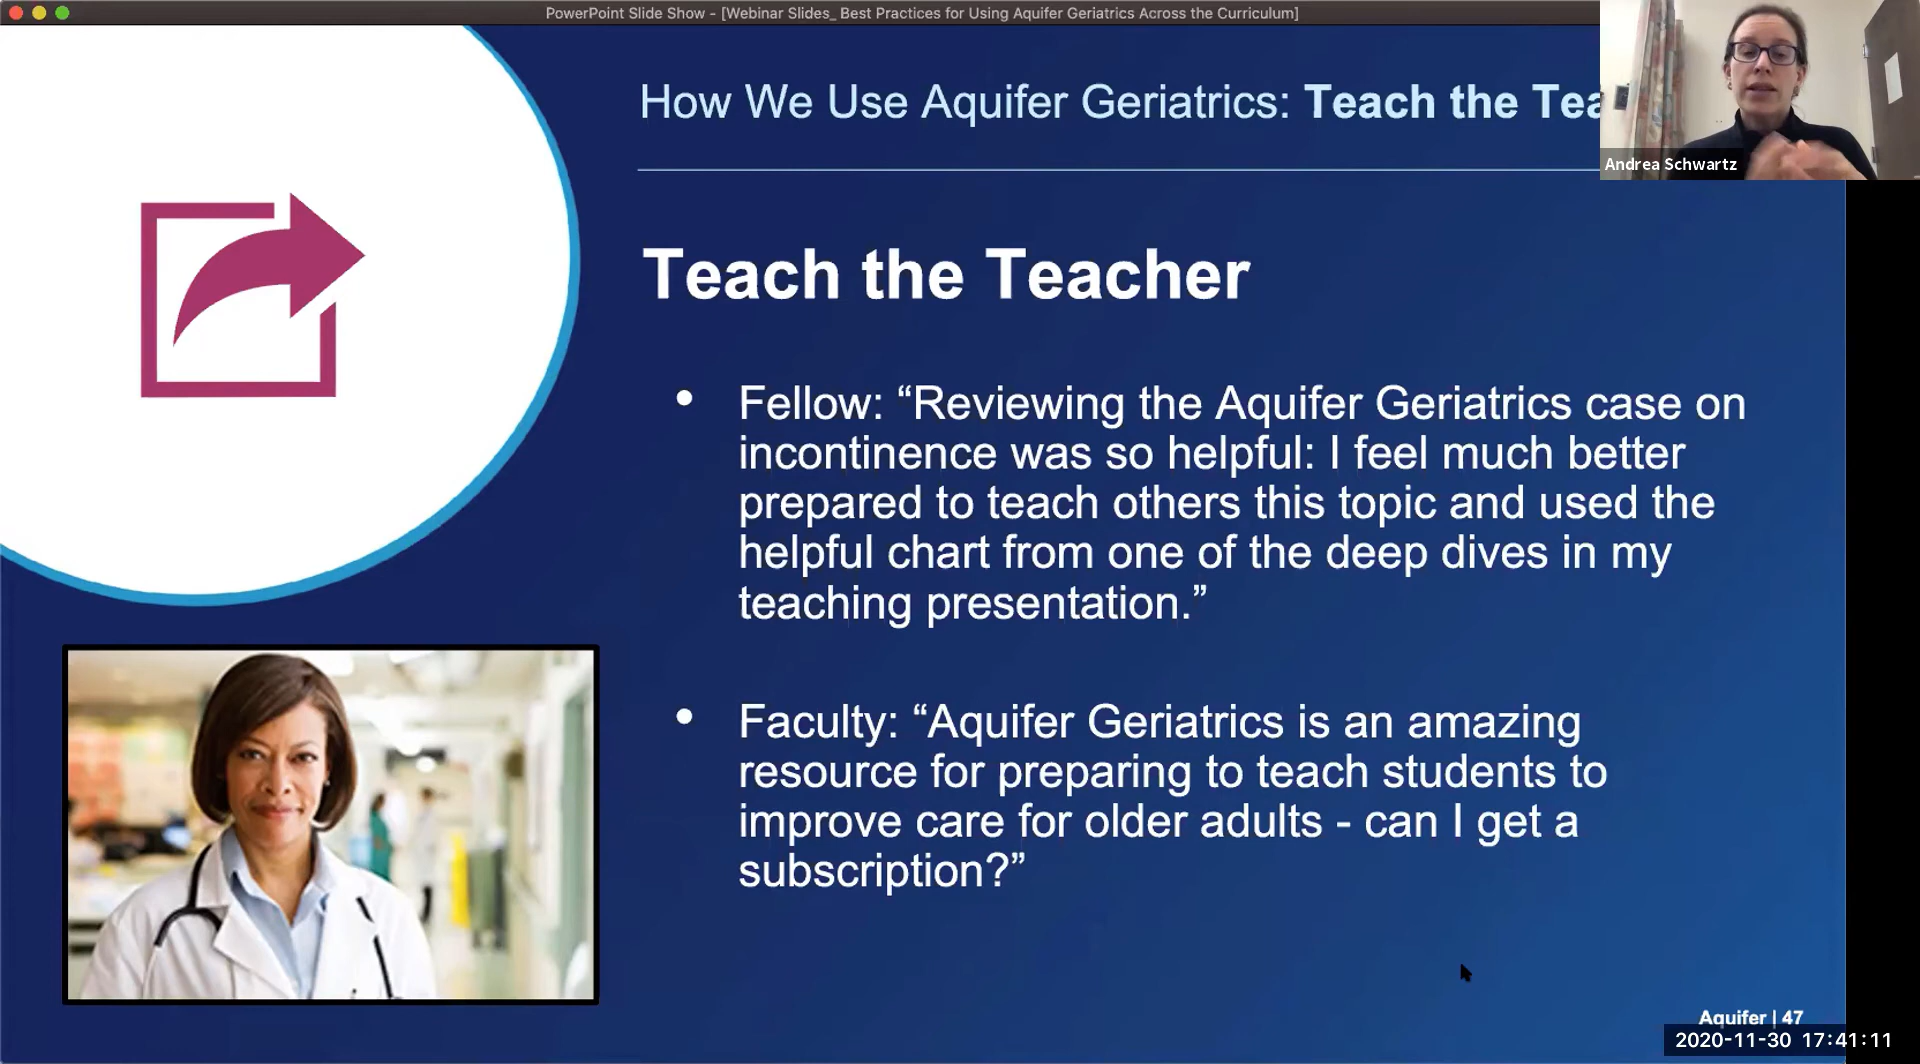 PowerPoint Slide Show - [Webinar Slides_ Best Practices for Using Aquifer Geriatrics Across the Curriculum]
How We Use Aquifer Geriatrics: Teach the Tea
Andrea Schwartz
Teach the Teacher
• Fellow: “Reviewing the Aquifer Geriatrics case on
incontinence was so helpful: I feel much better
prepared to teach others this topic and used the
helpful chart from one of the deep dives in my
teaching presentation.”
• Faculty: “Aquifer Geriatrics is an amazing
resource for preparing to teach students to
improve care for older adults - can I get a
subscription?”
Aquifer | 47
2020-11-30 17:41:11